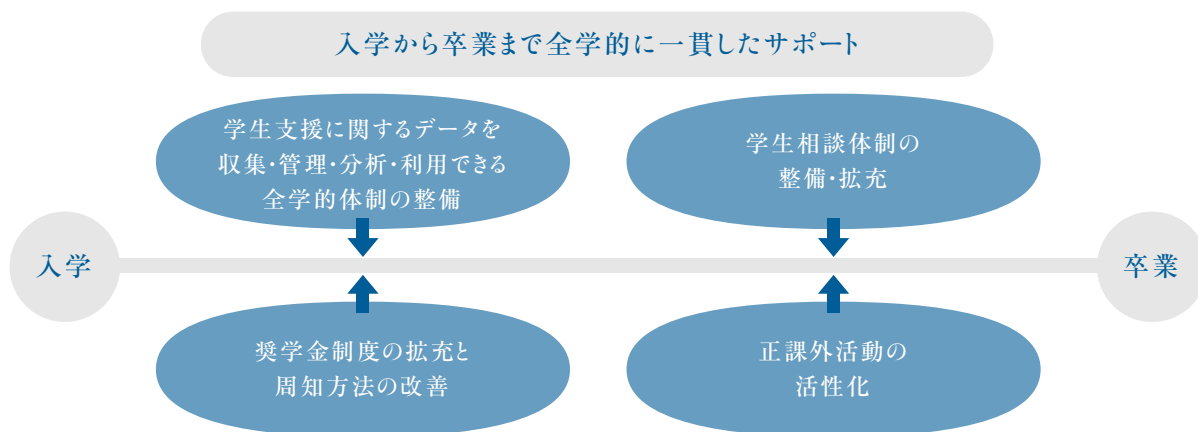 入学から卒業まで全学的に一貫したサポート
学生支援に関するデータを
収集・管理・分析・利用できる
全学的体制の整備
学生相談体制の
整備・拡充
入学
卒業
奨学金制度の拡充と
周知方法の改善
正課外活動の
活性化